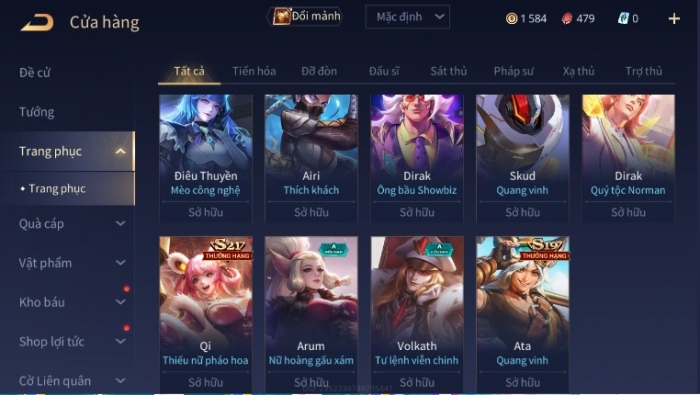 Cửa hàng
Đổi mảnh
Mặc định
1 584
479
0
Đề cử
Tướng
Trang phục
Trang phục
Quà cáp
Vật phẩm
Kho báu
Shop lợi tức
Cờ Liên quân
Tất cả
Tiến hóa
Đỡ đòn
Đấu sĩ
Sát thủ
Pháp sư
Xạ thủ
Trợ thủ
Điêu Thuyền
Mèo công nghệ
Sở hữu
Airi
Thích khách
Sở hữu
Dirak
Ông bầu Showbiz
Sở hữu
Skud
Quang vinh
Sở hữu
Dirak
Quý tộc Norman
Sở hữu
THƯỞNG HẠNG
Qi
Thiếu nữ pháo hoa
Sở hữu
A
Arum
Nữ hoàng gấu xám
Sở hữu
A
Volkath
Tư lệnh viễn chinh
Sở hữu
THƯỞNG HẠNG
Ata
Quang vinh
Sở hữu